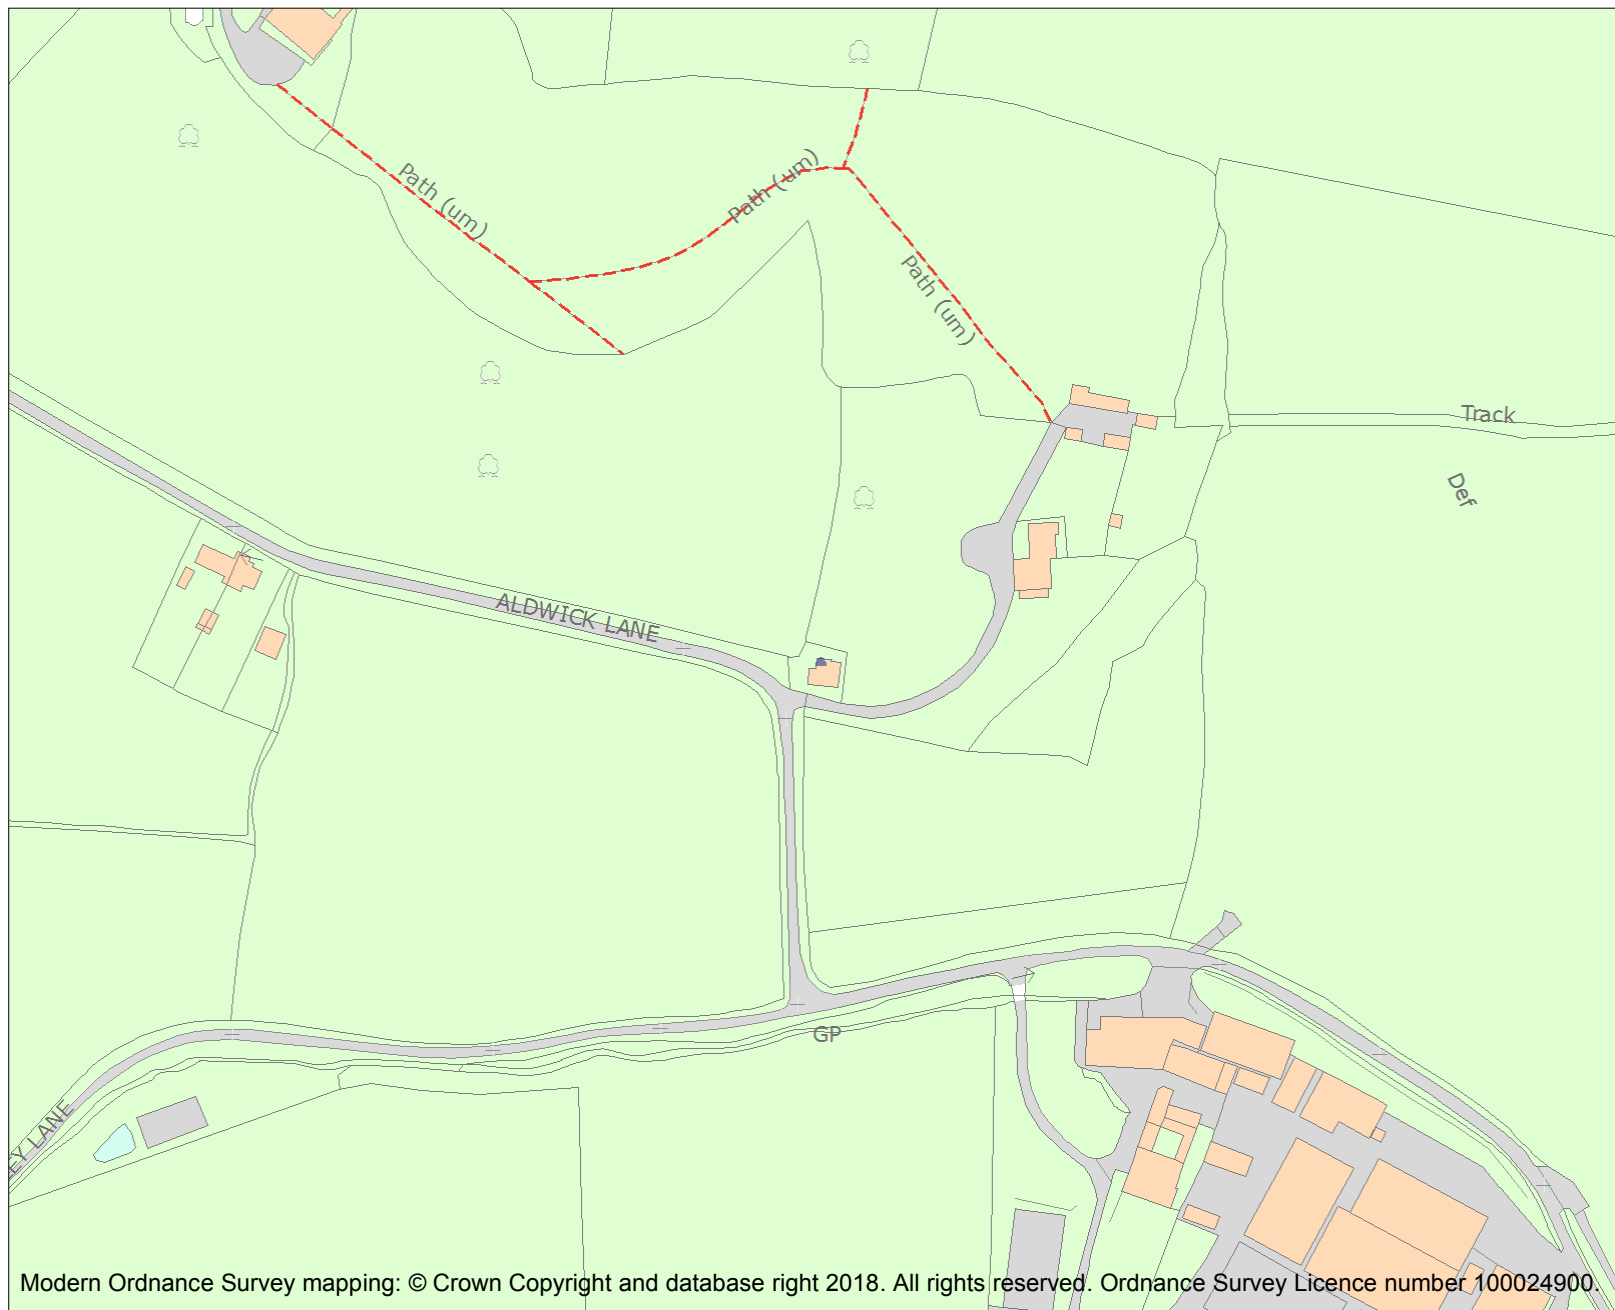 Path (um)
Path (um)
Path (um)
Track
Def
ALDWICK LANE
GP
EY LANE
Modern Ordnance Survey mapping: © Crown Copyright and database right 2018. All rights reserved. Ordnance Survey Licence number 100024900.